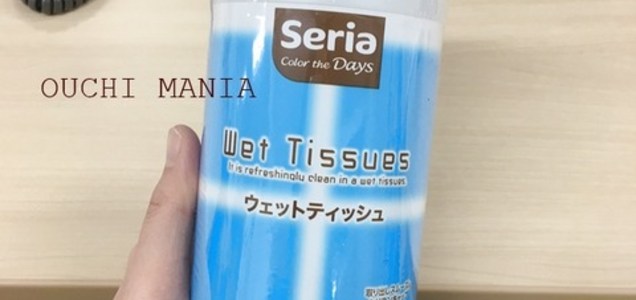 Seria
Color the Days
OUCHI MANIA
Wet Tissues
It is refreshingly clean in a wet tissues.
ウェットティッシュ